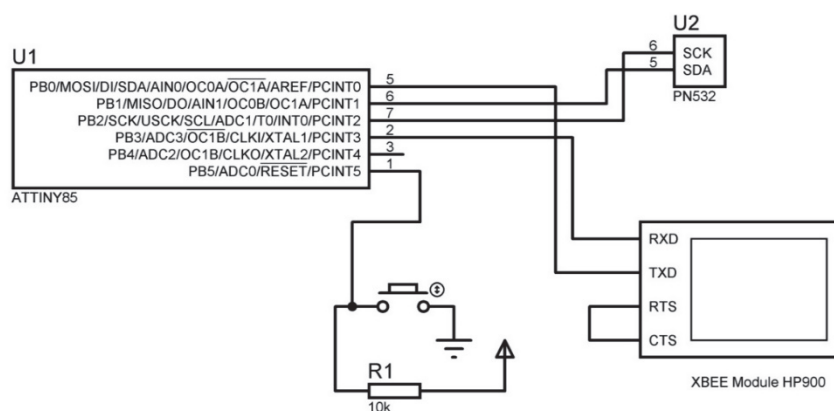 U1
PB0/MOSI/DI/SDA/AIN0/OC0A/OC1A/AREF/PCINT0
PB1/MISO/DO/AIN1/OC0B/OC1A/PCINT1
PB2/SCK/USCK/SCL/ADC1/T0/INT0/PCINT2
PB3/ADC3/OC1B/CLKI/XTAL1/PCINT3
PB4/ADC2/OC1B/CLKO/XTAL2/PCINT4
PB5/ADC0/RESET/PCINT5
5
6
7
2
3
1
ATTINY85
U2
6
5
SCK
SDA
PN532
RXD
TXD
RTS
CTS
XBEE Module HP900
R1
10k